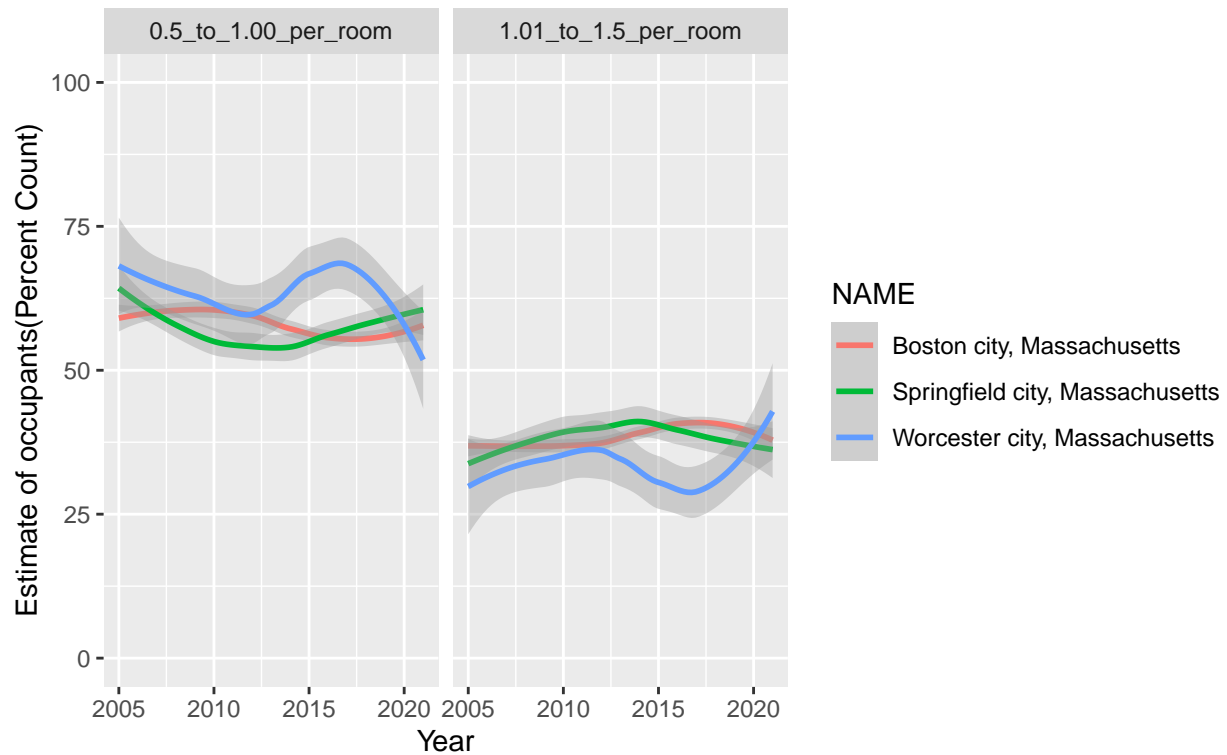 0.5_to_1.00_per_room
1.01_to_1.5_per_room
100
75
50
25
0
Estimate of occupants(Percent Count)
2005 2010 2015 2020
2005 2010 2015 2020
Year
NAME
Boston city, Massachusetts
Springfield city, Massachusetts
Worcester city, Massachusetts